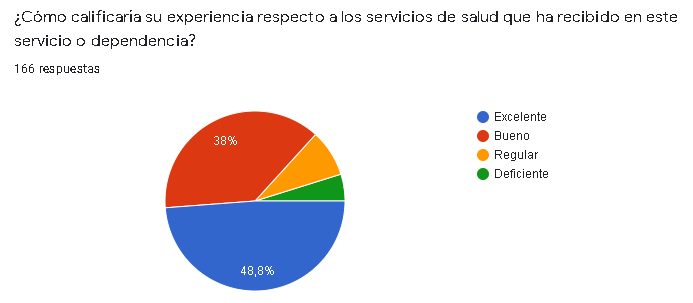 ¿Cómo calificaría su experiencia respecto a los servicios de salud que ha recibido en este
servicio o dependencia?
166 respuestas
38%
48,8%
Excelente
Bueno
Regular
Deficiente